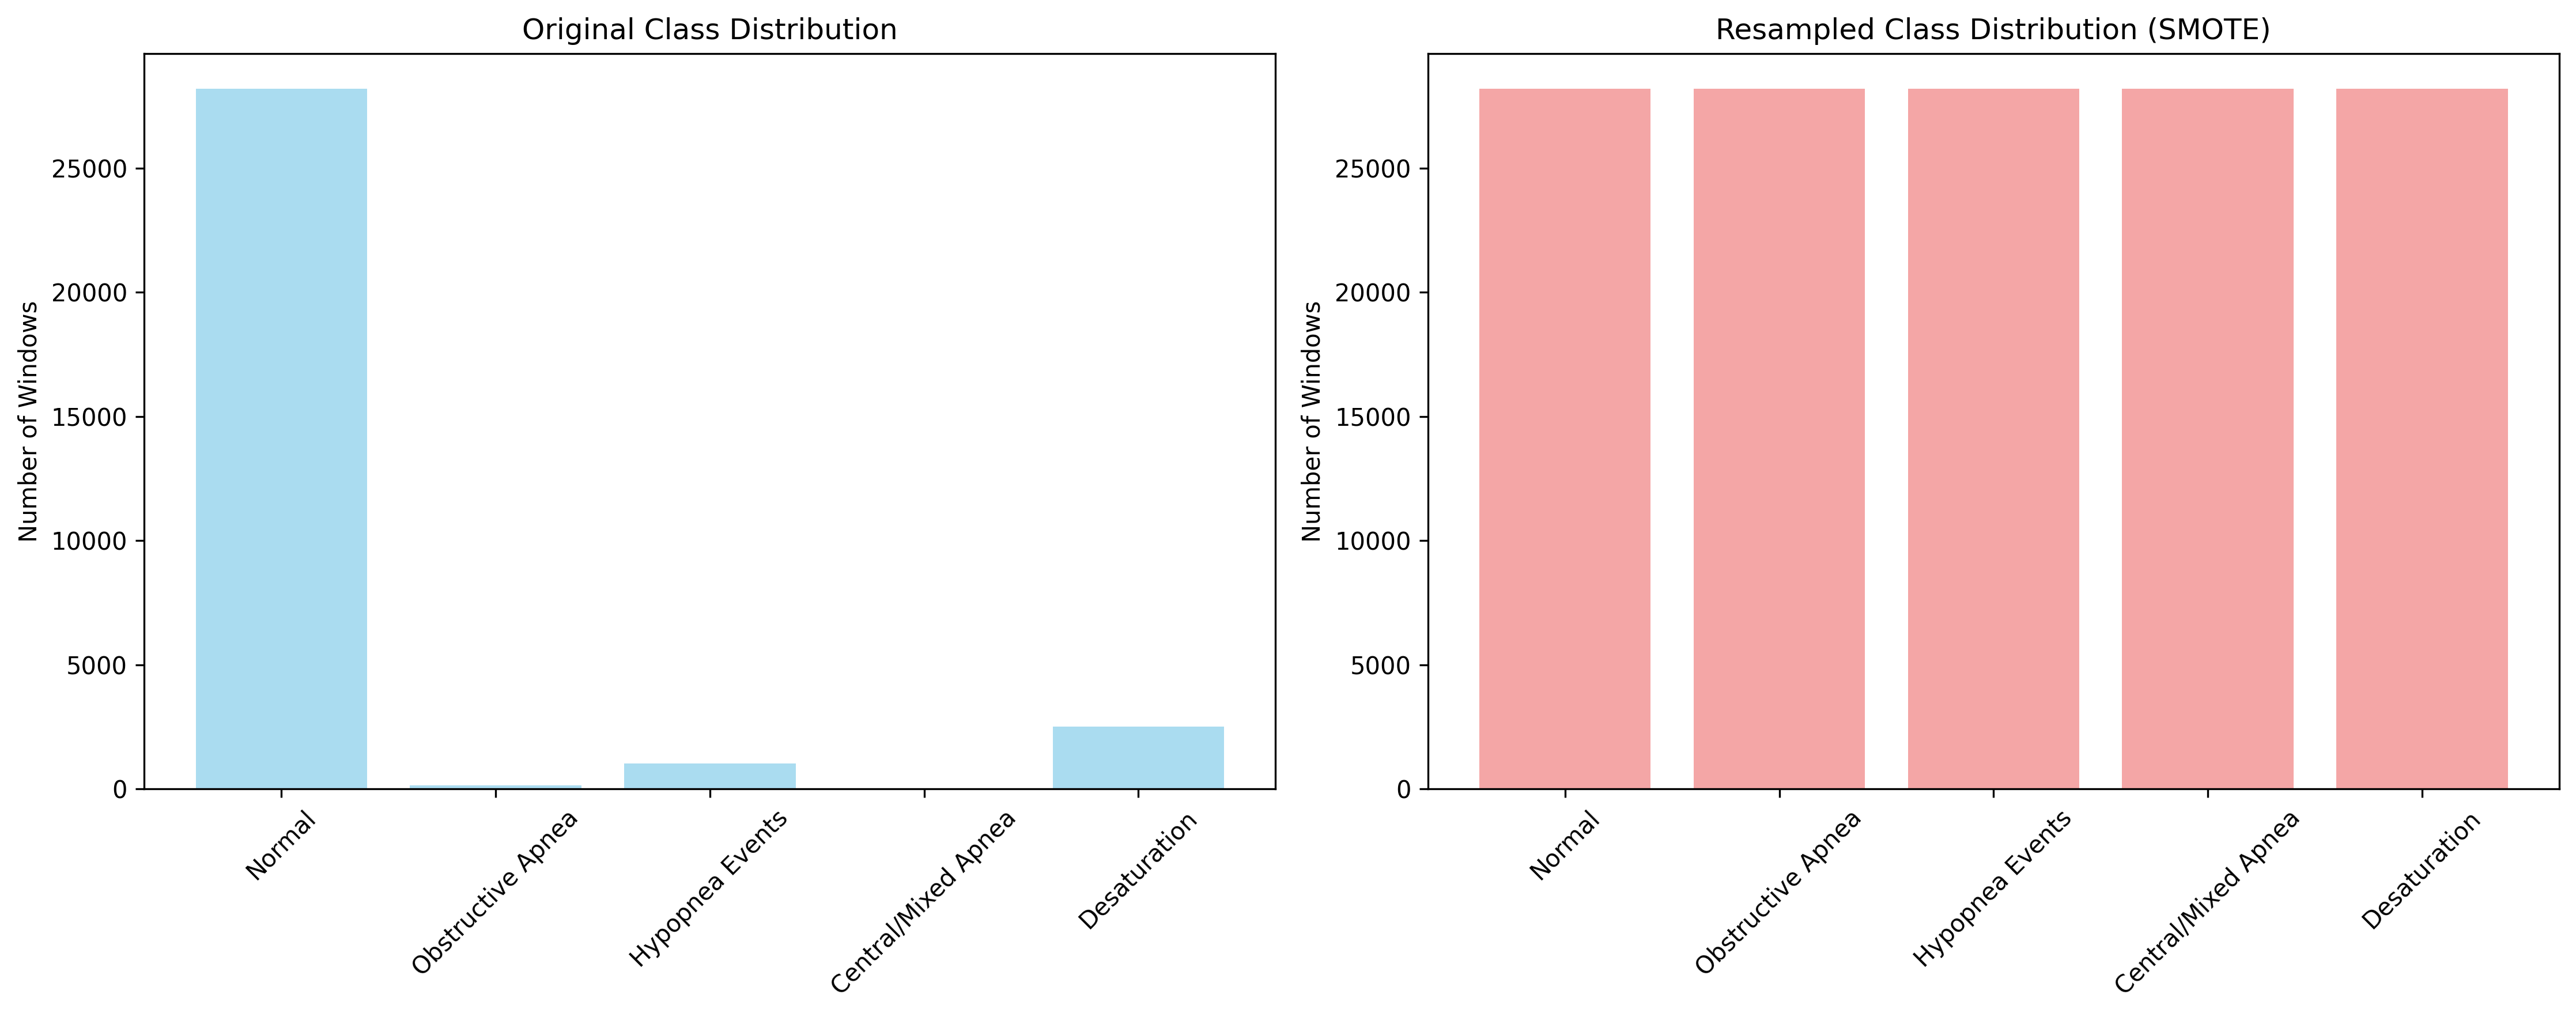 Original Class Distribution
Number of Windows
25000
20000
15000
10000
5000
0
Normal
Obstructive Apnea
Hypopnea Events
Central/Mixed Apnea
Desaturation
Resampled Class Distribution (SMOTE)
Number of Windows
25000
20000
15000
10000
5000
0
Normal
Obstructive Apnea
Hypopnea Events
Central/Mixed Apnea
Desaturation